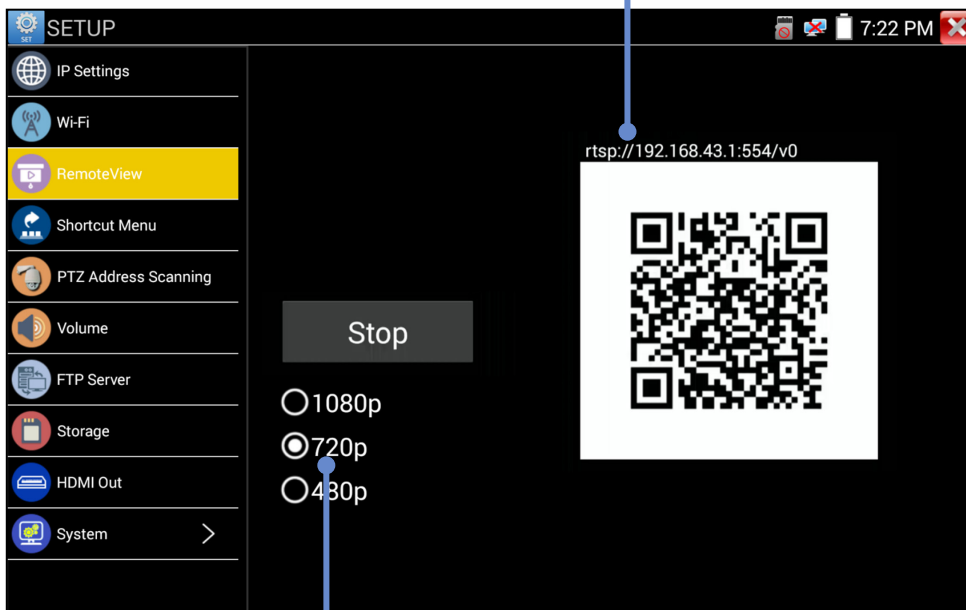 SETUP
SET
7:22 PM
IP Settings
Wi-Fi
RemoteView
Shortcut Menu
PTZ Address Scanning
Volume
FTP Server
Storage
HDMI Out
System
rtsp://192.168.43.1:554/v0
Stop
1080p
720p
480p